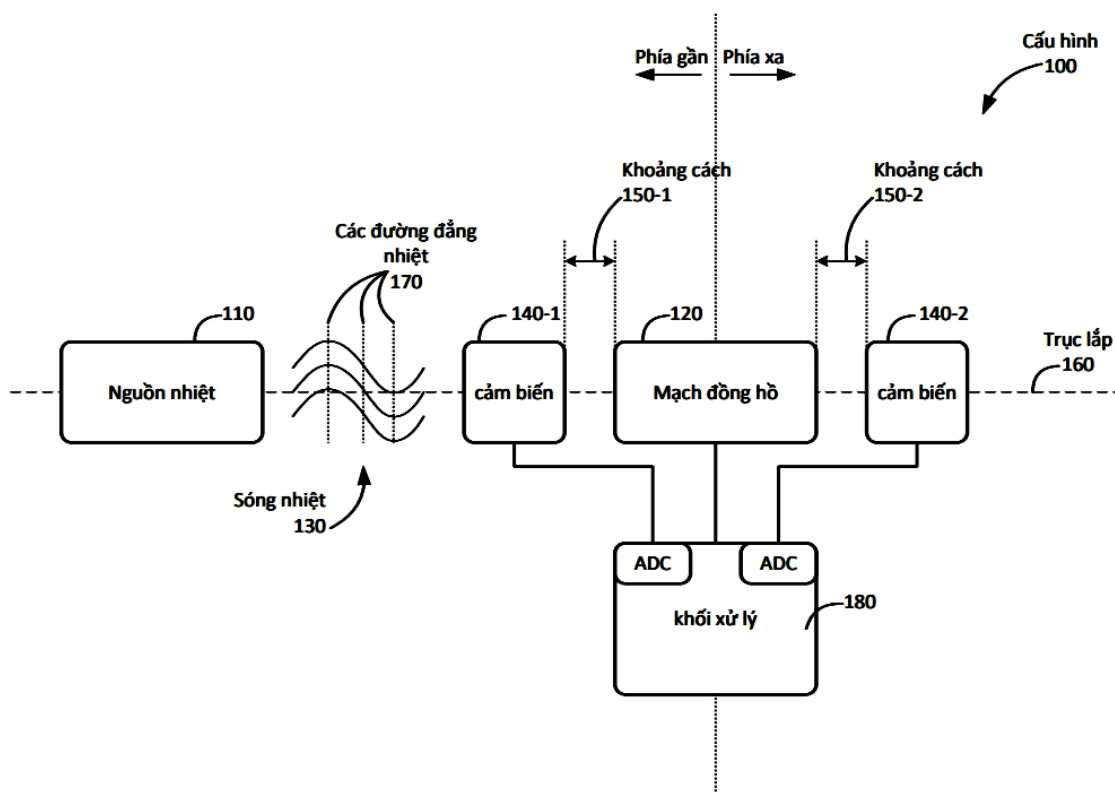 Phía gần
Phía xa
Cấu hình
100
Khoảng cách
150-1
Khoảng cách
150-2
Các đường đẳng
nhiệt
170
110
140-1
120
140-2
Trục lắp
160
Nguồn nhiệt
cảm biến
Mạch đồng hồ
cảm biến
Sóng nhiệt
130
ADC
ADC
180
khối xử lý